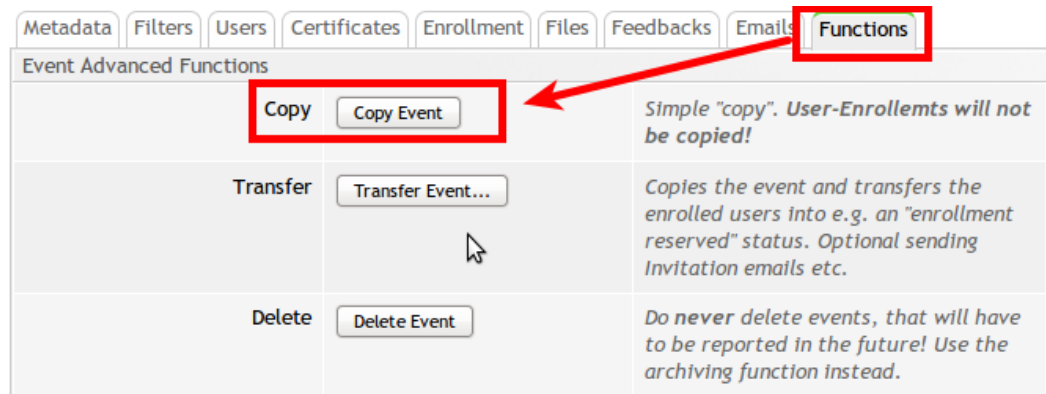 Metadata Filters Users Certificates Enrollment Files Feedbacks Emails Functions
Event Advanced Functions
Copy Copy Event Simple "copy". User-Enrollemts will not
be copied!
Transfer Transfer Event... Copies the event and transfers the
enrolled users into e.g. an "enrollment
reserved" status. Optional sending
Invitation emails etc.
Delete Delete Event Do never delete events, that will have
to be reported in the future! Use the
archiving function instead.